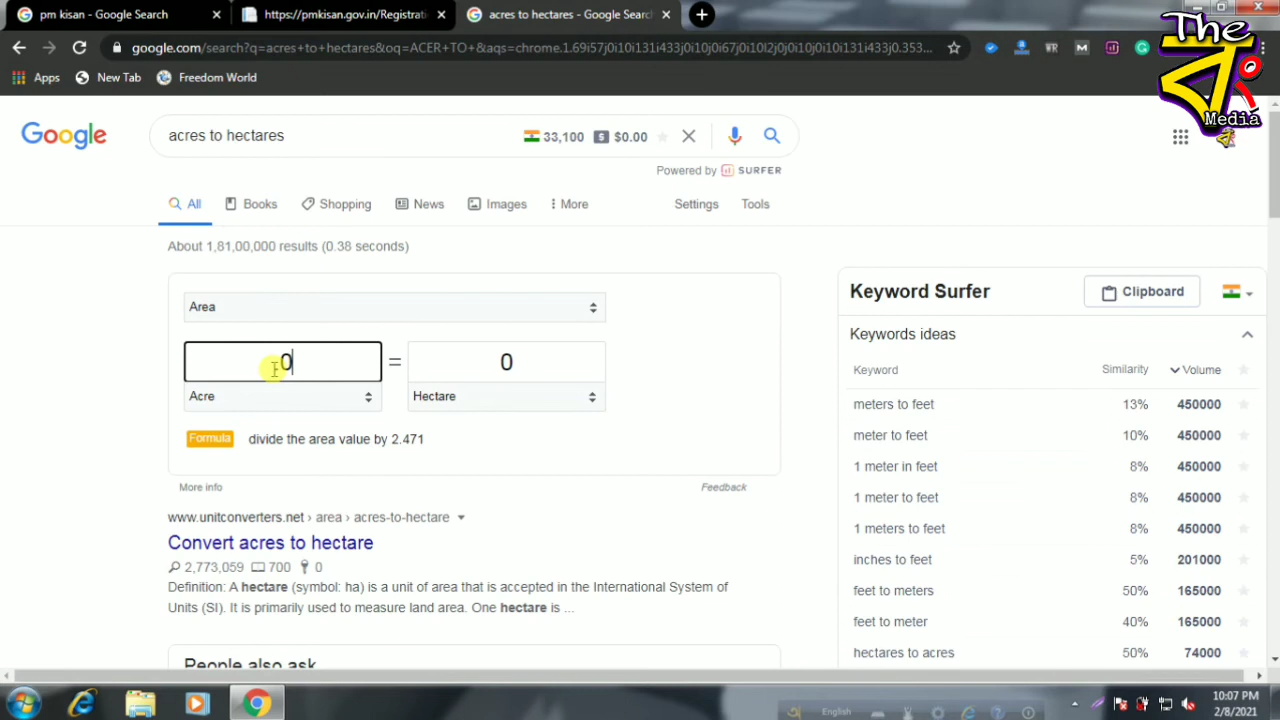 pm kisan - Google Search
https://pmkisan.gov.in/Registrati
acres to hectares - Google Searc
google.com/search?q=acres+to+hectares&oq=ACER+TO+&aqs=chrome.1.69i57j0i10i131i433j0i10j0i67j0i10l2j0j0i10j0i10i131i433j0.353...
Apps
New Tab
Freedom World
The
Media
Google
acres to hectares
33,100
$0.00
Powered by SURFER
All
Books
Shopping
News
Images
More
Settings
Tools
About 1,81,00,000 results (0.38 seconds)
Area
0 = 0
Acre
Hectare
Formula divide the area value by 2.471
More info
Feedback
www.unitconverters.net › area › acres-to-hectare
Convert acres to hectare
2,773,059 700 0
Definition: A hectare (symbol: ha) is a unit of area that is accepted in the International System of
Units (SI). It is primarily used to measure land area. One hectare is ...
People also ask
Keyword Surfer
Clipboard
Keywords ideas
Keyword Similarity Volume
meters to feet 13% 450000
meter to feet 10% 450000
1 meter in feet 8% 450000
1 meter to feet 8% 450000
1 meters to feet 8% 450000
inches to feet 5% 201000
feet to meters 50% 165000
feet to meter 40% 165000
hectares to acres 50% 74000
English
10:07 PM
2/8/2021